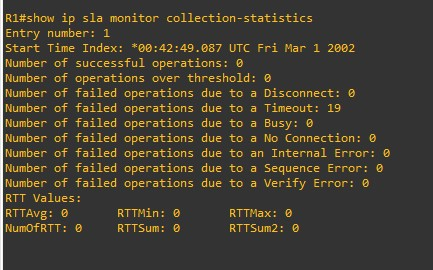 R1#show ip sla monitor collection-statistics
Entry number: 1
Start Time Index: *00:42:49.087 UTC Fri Mar 1 2002
Number of successful operations: 0
Number of operations over threshold: 0
Number of failed operations due to a Disconnect: 0
Number of failed operations due to a Timeout: 19
Number of failed operations due to a Busy: 0
Number of failed operations due to a No Connection: 0
Number of failed operations due to an Internal Error: 0
Number of failed operations due to a Sequence Error: 0
Number of failed operations due to a Verify Error: 0
RTT Values:
RTTAvg: 0 RTTMin: 0 RTTMax: 0
NumOfRTT: 0 RTTSum: 0 RTTSum2: 0